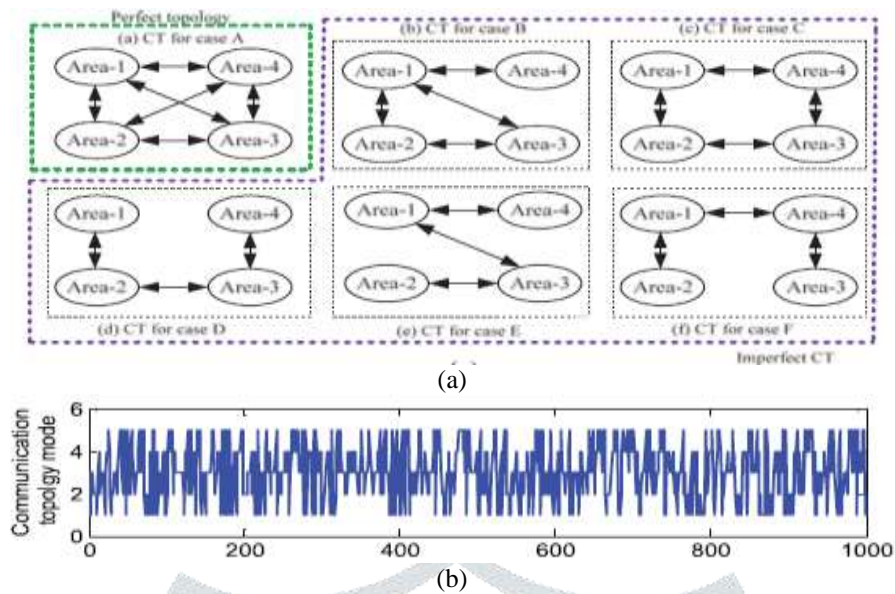 Perfect topology
(a) CT for case A
(b) CT for case B
(c) CT for case C
Area-1 Area-4
Area-2 Area-3
Area-1 Area-4
Area-2 Area-3
Area-1 Area-4
Area-2 Area-3
Area-1 Area-4
Area-2 Area-3
Area-1 Area-4
Area-2 Area-3
Area-1 Area-4
Area-2 Area-3
(d) CT for case D
(e) CT for case E
(f) CT for case F
Imperfect CT
(a)
Communication
topolgy mode
6
4
2
0
0 200 400 600 800 1000
(b)